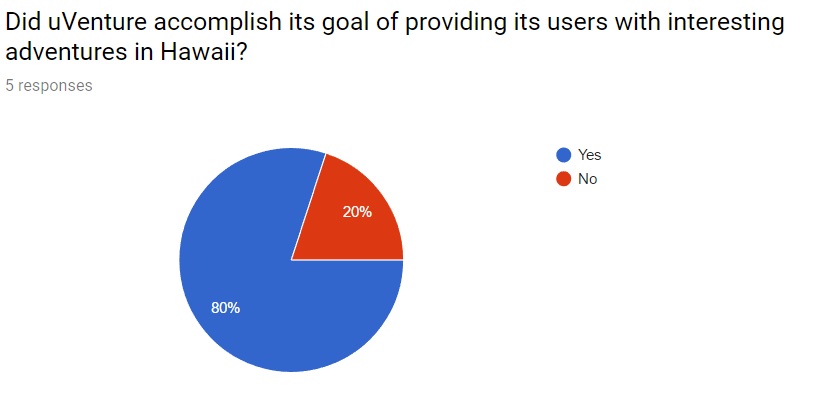 Did uVenture accomplish its goal of providing its users with interesting
adventures in Hawaii?
5 responses
Yes
No
20%
80%